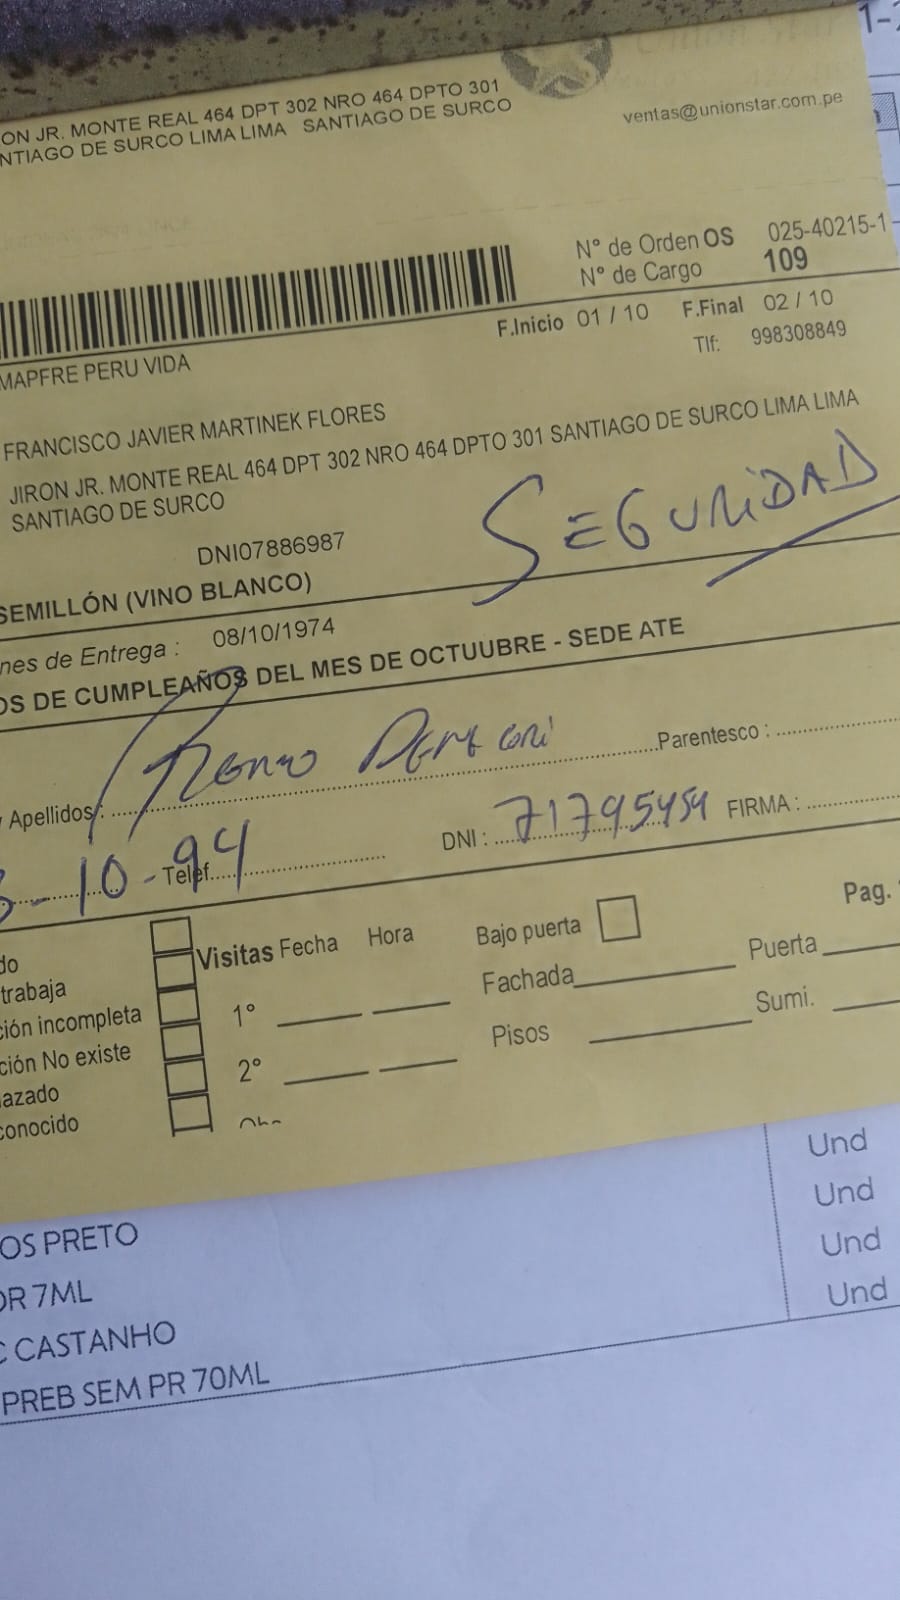 ON JR. MONTE REAL 464 DPT 302 NRO 464 DPTO 301
NTIAGO DE SURCO LIMA LIMA SANTIAGO DE SURCO
ventas@unionstar.com.pe
N° de Orden OS 025-40215-1
N° de Cargo 109
F.Inicio 01 / 10 F.Final 02 / 10
Tlf: 998308849
MAPFRE PERU VIDA
FRANCISCO JAVIER MARTINEK FLORES
JIRON JR. MONTE REAL 464 DPT 302 NRO 464 DPTO 301 SANTIAGO DE SURCO LIMA LIMA
SANTIAGO DE SURCO
SEGURIDAD
DNI07886987
SEMILLÓN (VINO BLANCO)
nes de Entrega : 08/10/1974
OS DE CUMPLEAÑOS DEL MES DE OCTUUBRE - SEDE ATE
Renzo
Apellidos: Parentesco :
-10-94
Telef. DNI : 71795454 FIRMA :
Pag.
do Visitas Fecha Hora Bajo puerta
trabaja Fachada Puerta
ción incompleta 1° Pisos Sumi.
ción No existe 2°
azado
conocido
Und
Und
OS PRETO Und
OR 7ML Und
C CASTANHO
PREB SEM PR 70ML